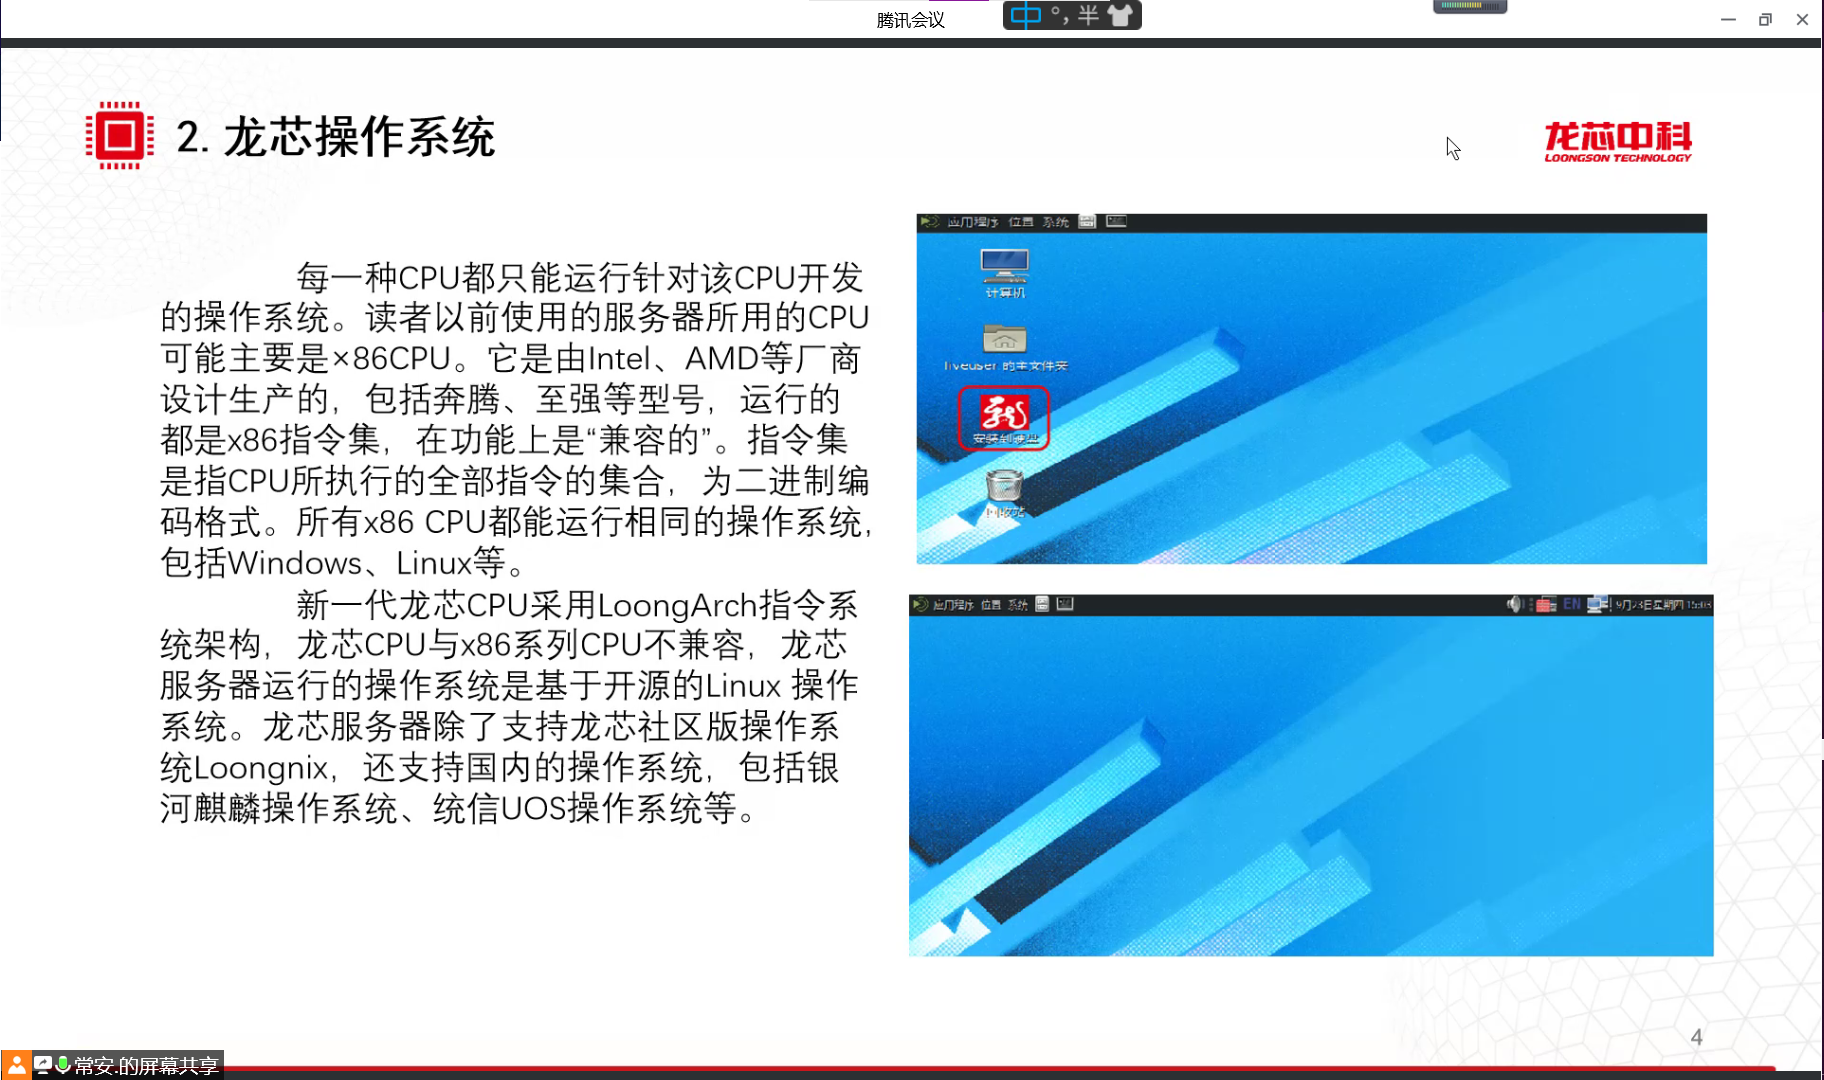 腾讯会议
中 °, 半
2. 龙芯操作系统
龙芯中科
LOONGSON TECHNOLOGY
每一种CPU都只能运行针对该CPU开发
的操作系统。读者以前使用的服务器所用的CPU
可能主要是×86CPU。它是由Intel、AMD等厂商
设计生产的，包括奔腾、至强等型号，运行的
都是x86指令集，在功能上是“兼容的”。指令集
是指CPU所执行的全部指令的集合，为二进制编
码格式。所有x86 CPU都能运行相同的操作系统,
包括Windows、Linux等。
新一代龙芯CPU采用LoongArch指令系
统架构，龙芯CPU与x86系列CPU不兼容，龙芯
服务器运行的操作系统是基于开源的Linux 操作
系统。龙芯服务器除了支持龙芯社区版操作系
统Loongnix，还支持国内的操作系统，包括银
河麒麟操作系统、统信UOS操作系统等。
应用程序 位置 系统
计算机
liveuser 的主文件夹
安装到硬盘
回收站
应用程序 位置 系统
EN 9月23日星期四 15:03
4
常安.的屏幕共享